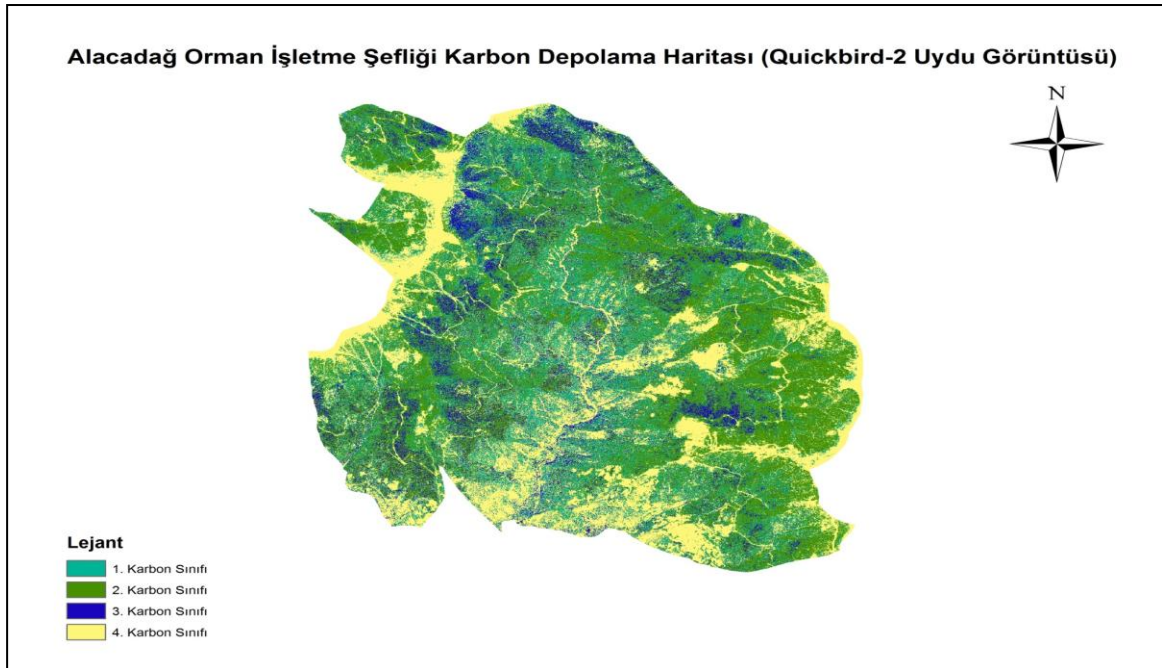 Alacadağ Orman İşletme Şefliği Karbon Depolama Haritası (Quickbird-2 Uydu Görüntüsü)
N
Lejant
1. Karbon Sınıfı
2. Karbon Sınıfı
3. Karbon Sınıfı
4. Karbon Sınıfı